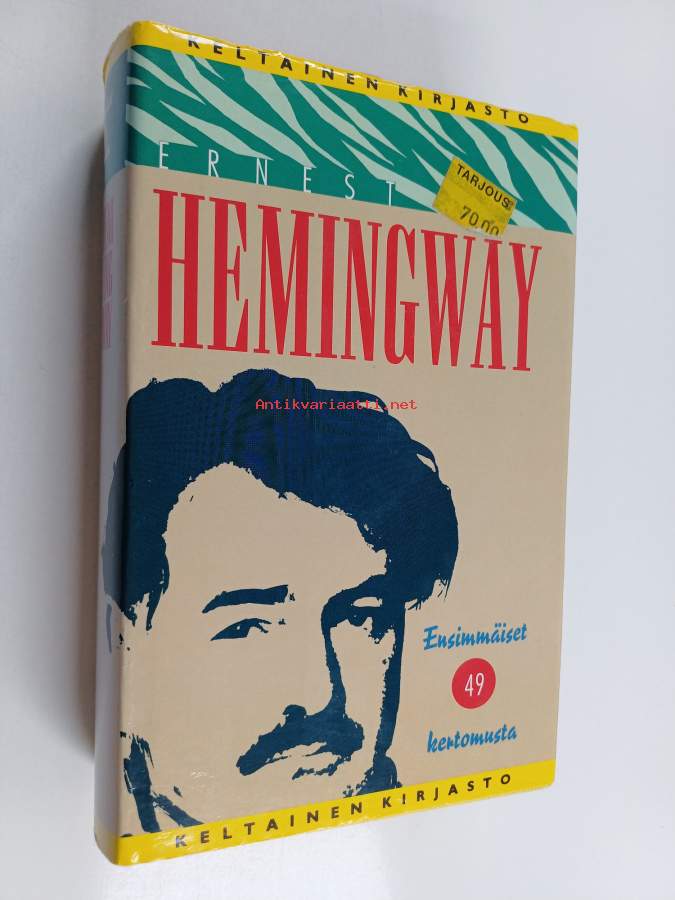 KELTAINEN KIRJASTO
ERNEST
TARJOUS
70.00
HEMINGWAY
Antikvariaatti.net
Ensimmäiset
49
kertomusta
KELTAINEN KIRJASTO